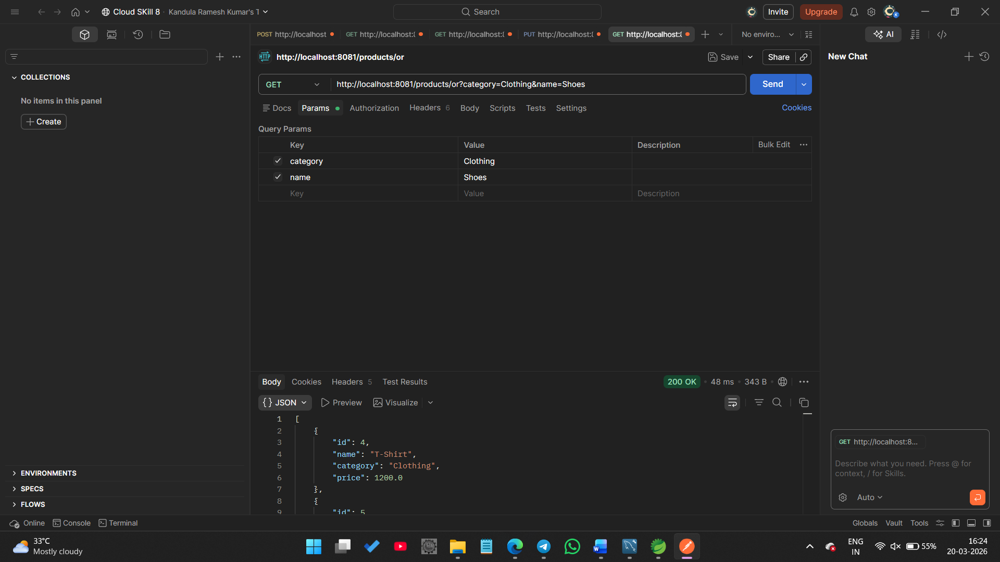 Cloud SKill 8 · Kandula Ramesh Kumar's T
Search
Invite
Upgrade
POST http://localhost
GET http://localhost:
GET http://localhost:
PUT http://localhost:
GET http://localhost:
No enviro...
AI
HTTP http://localhost:8081/products/or
Save
Share
New Chat
COLLECTIONS
No items in this panel
Create
GET
http://localhost:8081/products/or?category=Clothing&name=Shoes
Send
Docs
Params
Authorization
Headers 6
Body
Scripts
Tests
Settings
Cookies
Query Params
Key Value Description Bulk Edit
category Clothing
name Shoes
Key Value Description
Body Cookies Headers 5 Test Results
200 OK • 48 ms • 343 B
{} JSON
Preview
Visualize
1 [
2 {
3 "id": 4,
4 "name": "T-Shirt",
5 "category": "Clothing",
6 "price": 1200.0
7 },
8 {
9 "id": 5
GET http://localhost:8...
Describe what you need. Press @ for
context, / for Skills.
Auto
ENVIRONMENTS
SPECS
FLOWS
Online
Console
Terminal
Globals
Vault
Tools
33°C
Mostly cloudy
ENG
IN
55%
16:24
20-03-2026